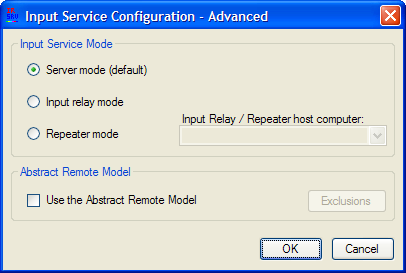 Input Service Configuration - Advanced
Input Service Mode
Server mode (default)
Input relay mode
Input Relay / Repeater host computer:
Repeater mode
Abstract Remote Model
Use the Abstract Remote Model
Exclusions
OK
Cancel